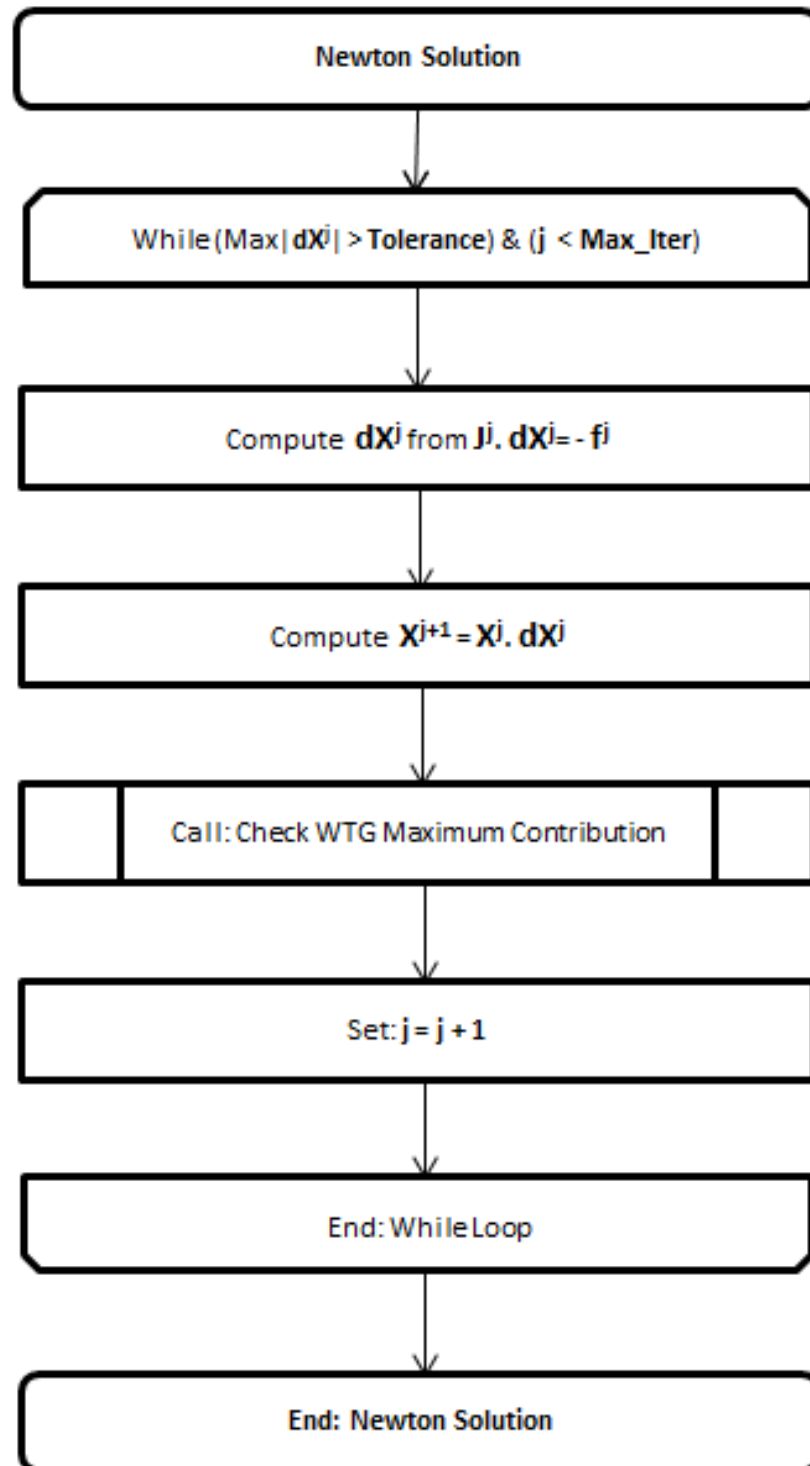 Newton Solution
While (Max|dXʲ| > Tolerance) & (j < Max_Iter)
Compute dXʲ from Jʲ. dXʲ= - fʲ
Compute Xʲ⁺¹ = Xʲ. dXʲ
Call: Check WTG Maximum Contribution
Set: j = j + 1
End: While Loop
End: Newton Solution